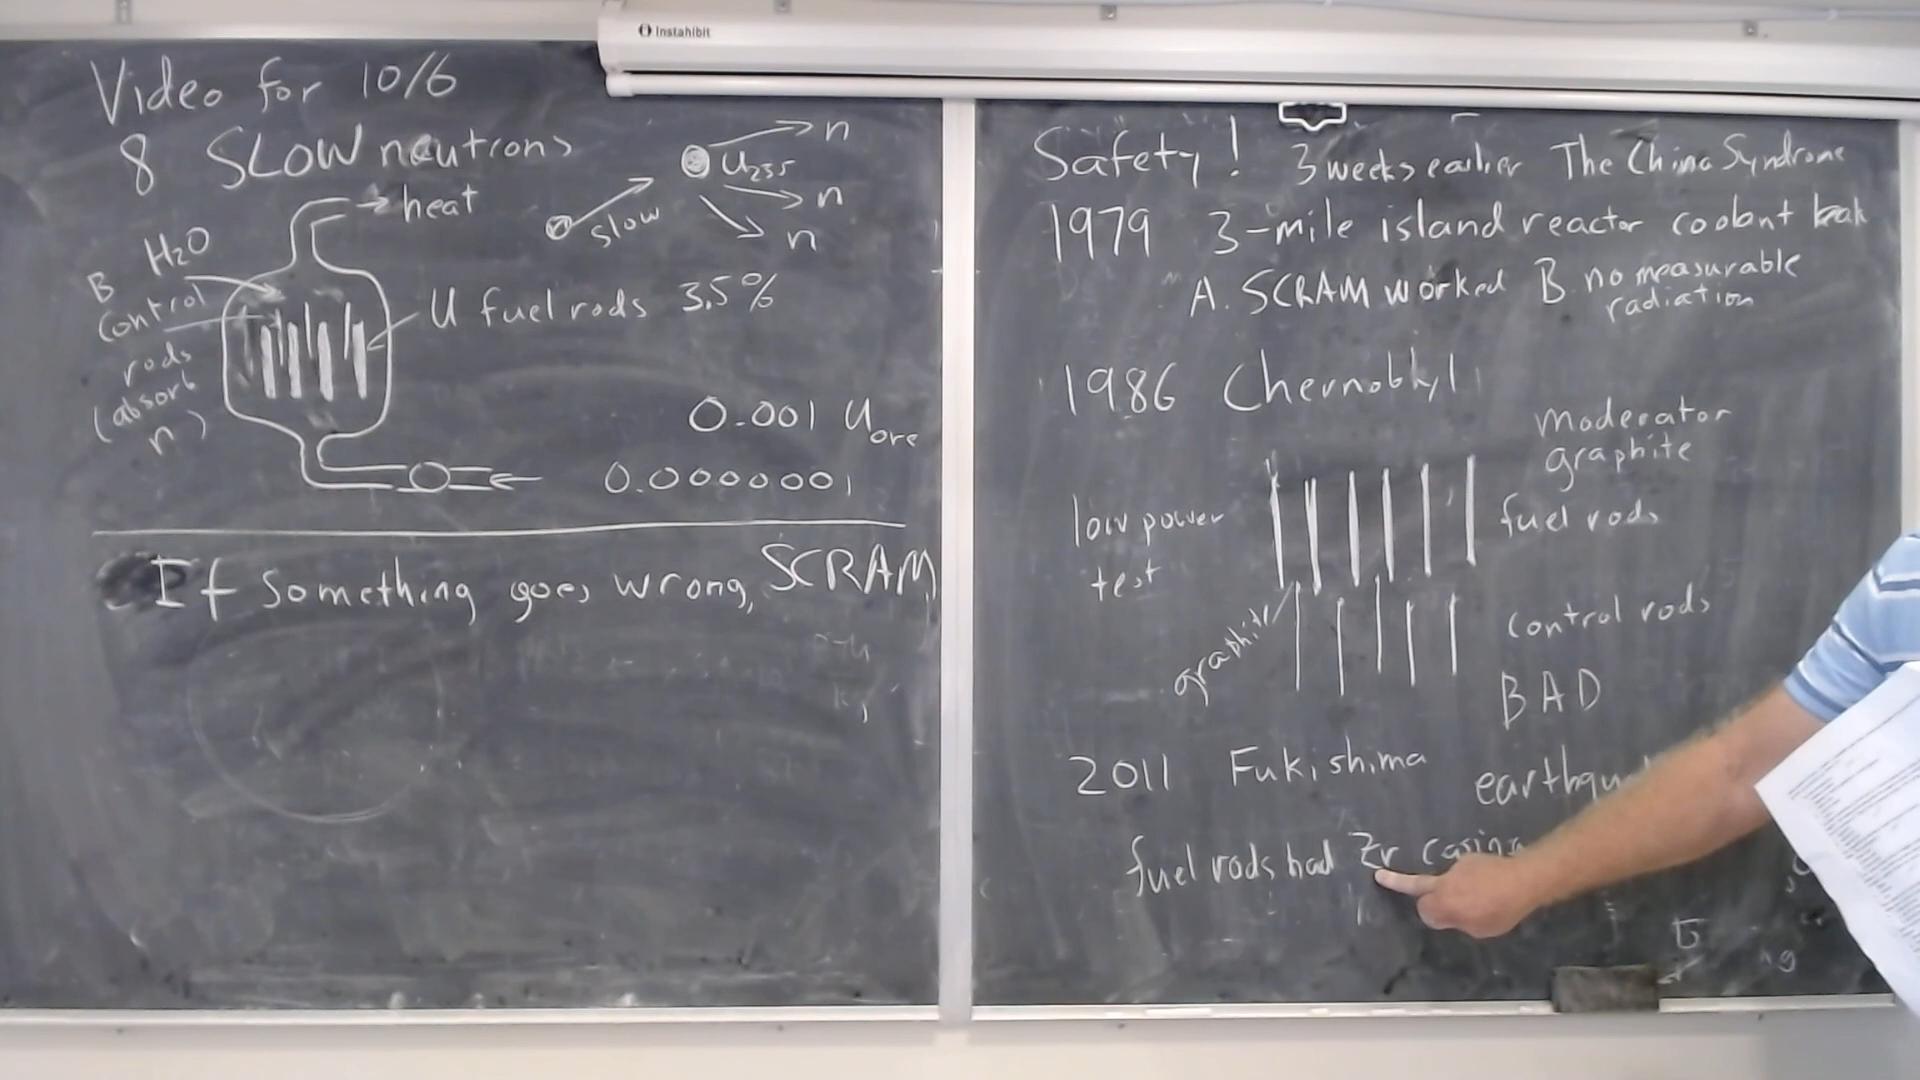 Instahibit
Video for 10/6
8 SLOW neutrons
U235
n
n
n
slow
heat
H2O
B
control
rods
(absorb
n)
U fuel rods 3.5%
0.001 Uore
0.0000001
If something goes wrong, SCRAM
Safety! 3 weeks earlier The China Syndrome
1979 3-mile island reactor coolant leak
A. SCRAM worked B. no measurable
radiation
1986 Chernobyl
moderator
graphite
low power
test
fuel rods
graphite
control rods
BAD
2011 Fukishima
fuel rods had Zr casing